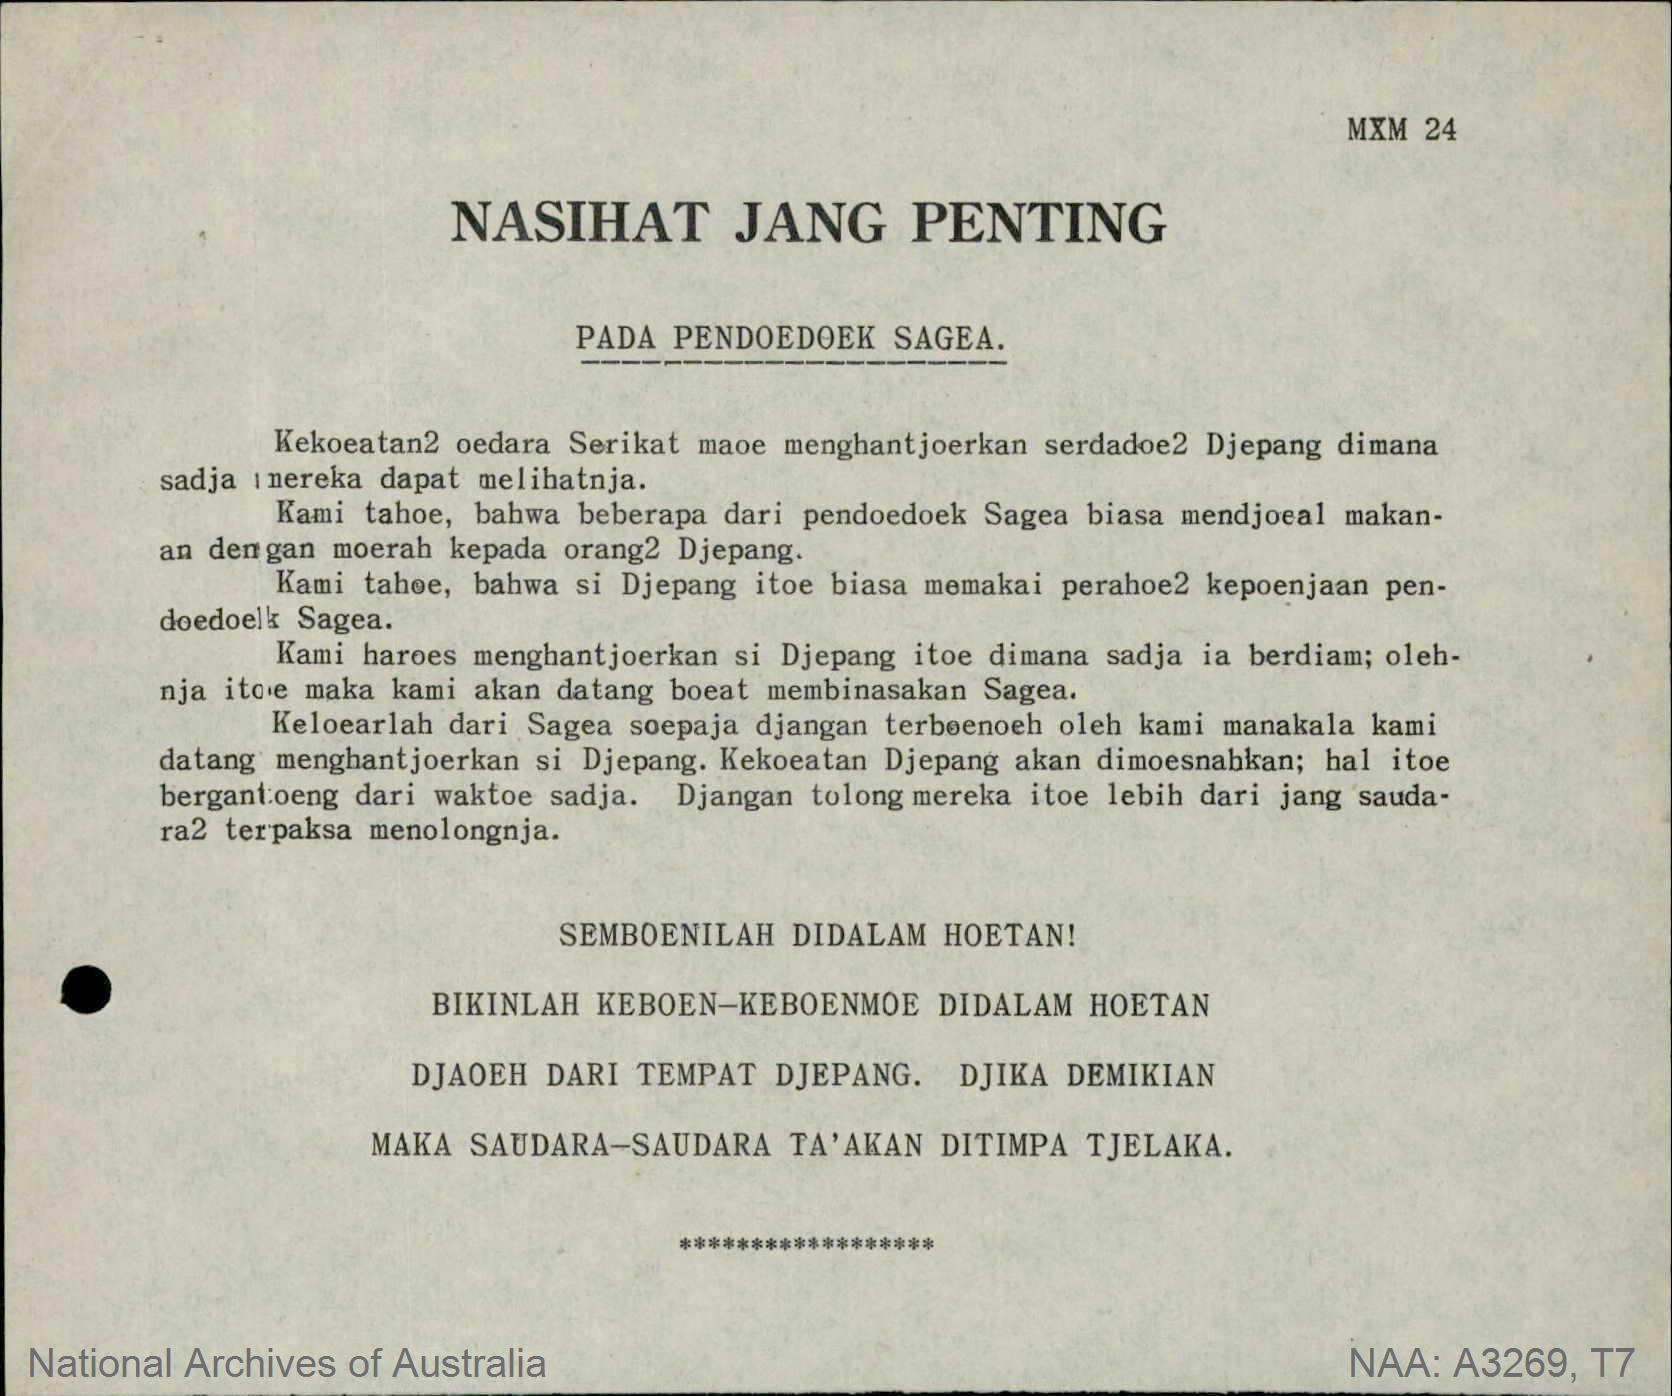 MXM 24
NASIHAT JANG PENTING
PADA PENDOEDOEK SAGEA.
Kekoeatan2 oedara Serikat maoe menghantjoerkan serdadoe2 Djepang dimana
sadja mereka dapat melihatnja.
Kami tahoe, bahwa beberapa dari pendoedoek Sagea biasa mendjoeal makan-
an dengan moerah kepada orang2 Djepang.
Kami tahoe, bahwa si Djepang itoe biasa memakai perahoe2 kepoenjaan pen-
doedoek Sagea.
Kami haroes menghantjoerkan si Djepang itoe dimana sadja ia berdiam; oleh-
nja itoe maka kami akan datang boeat membinasakan Sagea.
Keloearlah dari Sagea soepaja djangan terboenoeh oleh kami manakala kami
datang menghantjoerkan si Djepang. Kekoeatan Djepang akan dimoesnahkan; hal itoe
bergantoeng dari waktoe sadja. Djangan tolong mereka itoe lebih dari jang sauda-
ra2 terpaksa menolongnja.
SEMBOENILAH DIDALAM HOETAN!
BIKINLAH KEBOEN-KEBOENMOE DIDALAM HOETAN
DJAOEH DARI TEMPAT DJEPANG. DJIKA DEMIKIAN
MAKA SAUDARA-SAUDARA TA'AKAN DITIMPA TJELAKA.
******************
National Archives of Australia
NAA: A3269, T7